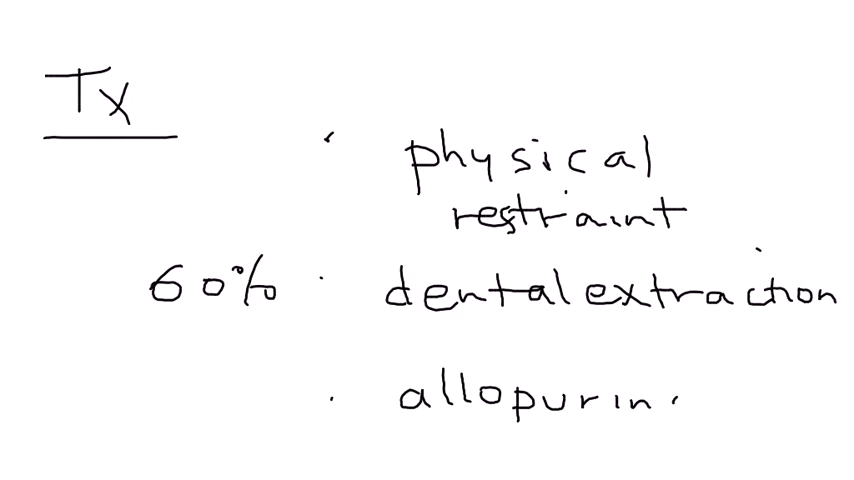 Tx
· physical
restraint
60% · dental extraction
· allopurin